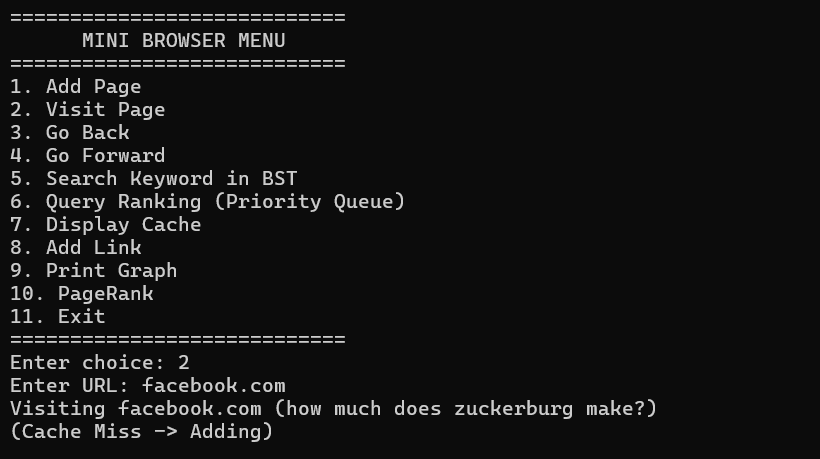 ============================
      MINI BROWSER MENU
============================
1. Add Page
2. Visit Page
3. Go Back
4. Go Forward
5. Search Keyword in BST
6. Query Ranking (Priority Queue)
7. Display Cache
8. Add Link
9. Print Graph
10. PageRank
11. Exit
============================
Enter choice: 2
Enter URL: facebook.com
Visiting facebook.com (how much does zuckerburg make?)
(Cache Miss -> Adding)